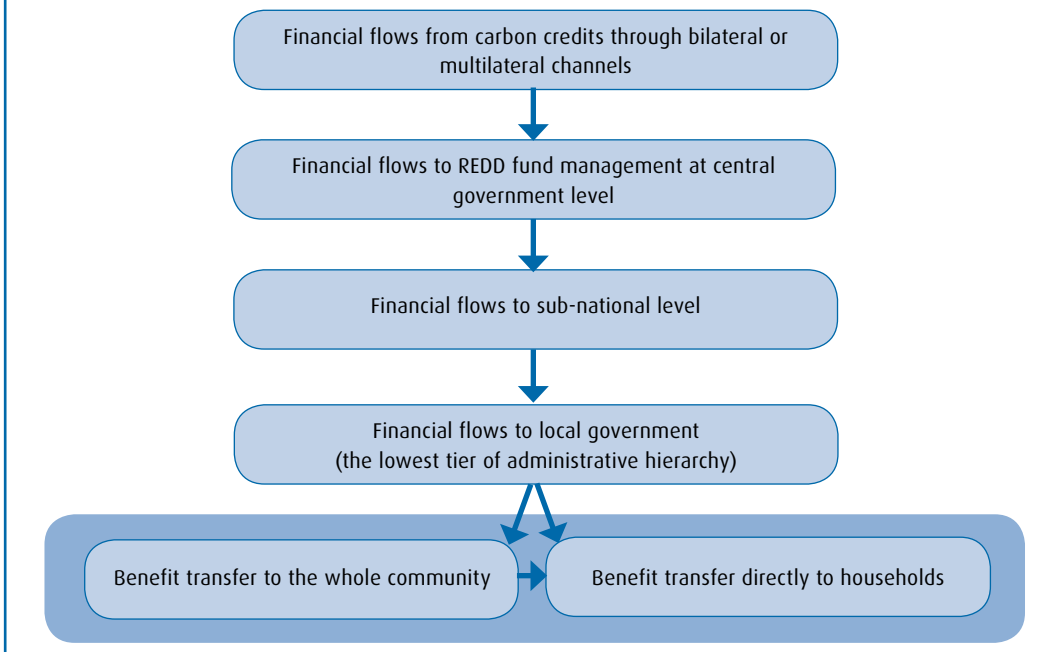 Financial flows from carbon credits through bilateral or
multilateral channels
Financial flows to REDD fund management at central
government level
Financial flows to sub-national level
Financial flows to local government
(the lowest tier of administrative hierarchy)
Benefit transfer to the whole community
Benefit transfer directly to households